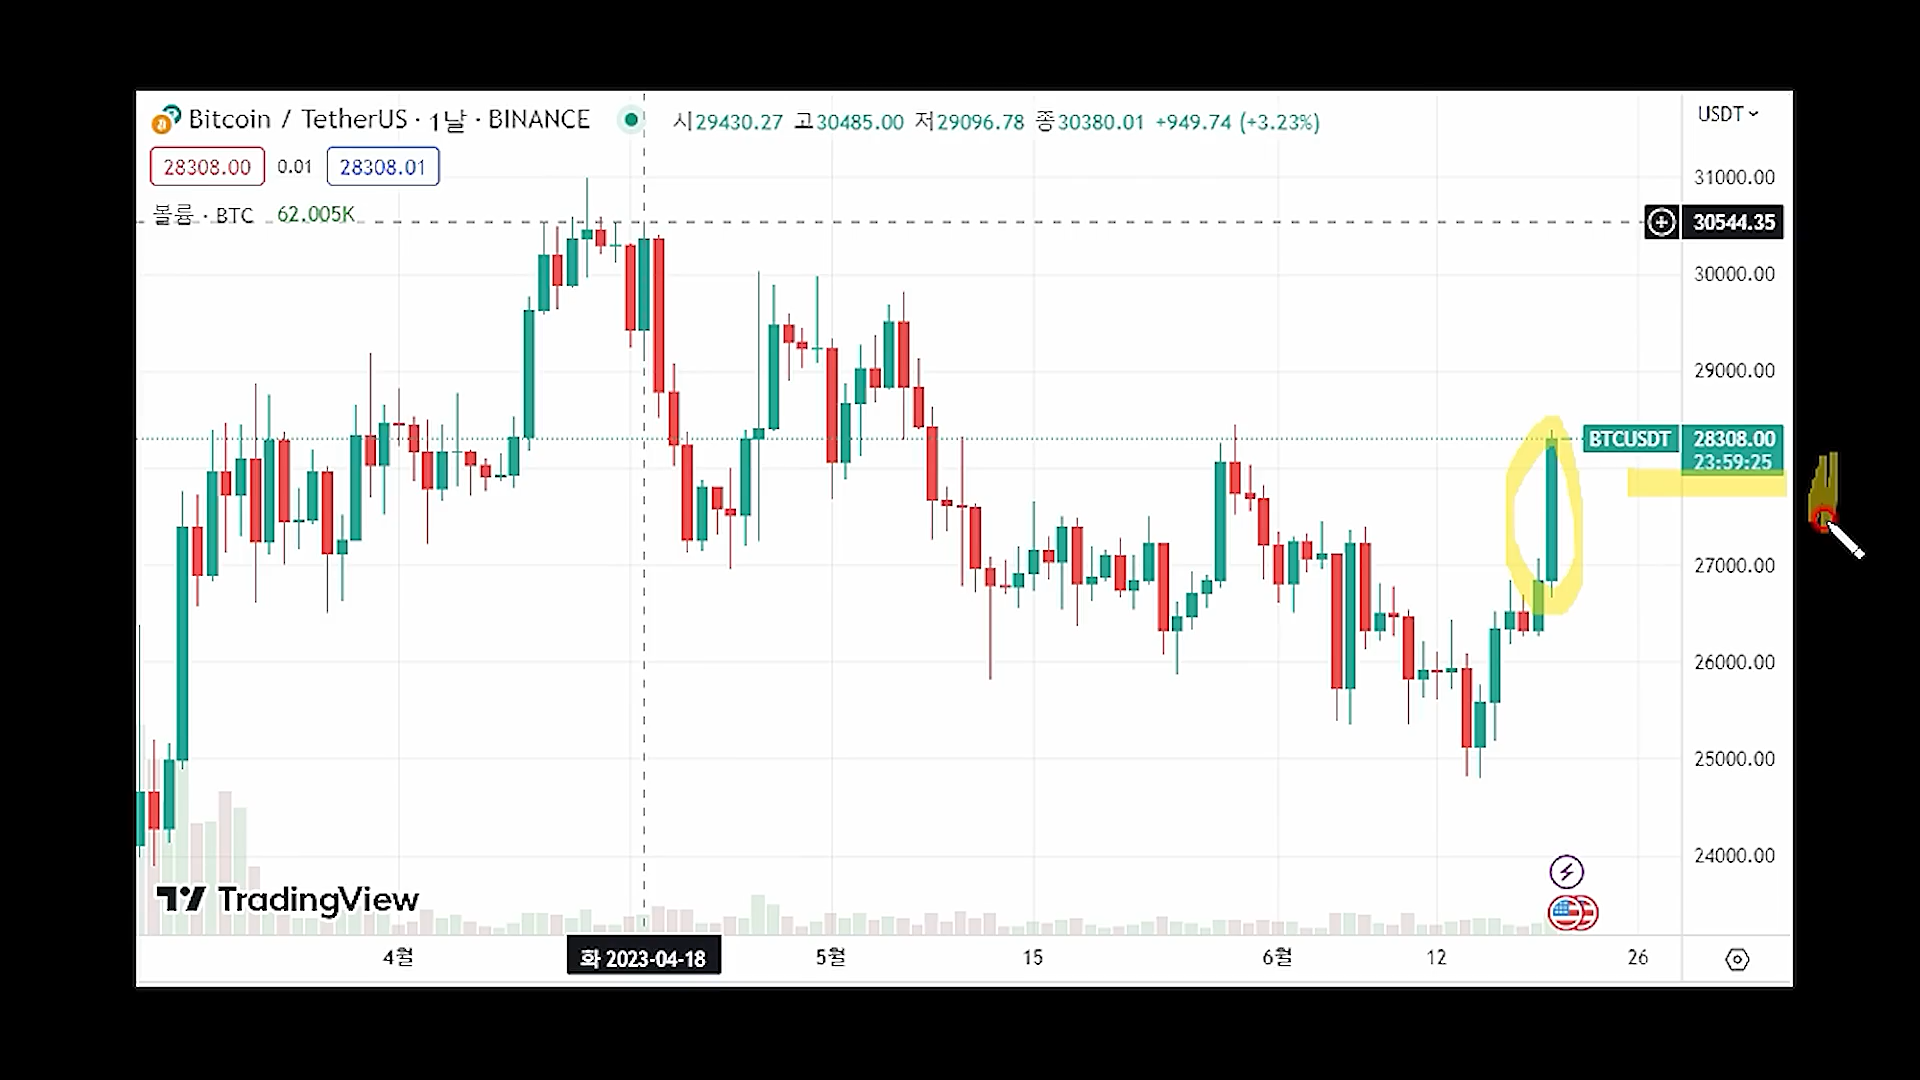 Bitcoin / TetherUS · 1날 · BINANCE
시29430.27 고30485.00 저29096.78 종30380.01 +949.74 (+3.23%)
USDT
28308.00 0.01 28308.01
볼륨 · BTC 62.005K
31000.00
30544.35
30000.00
29000.00
BTCUSDT 28308.00
23:59:25
27000.00
26000.00
25000.00
24000.00
TradingView
4월
화 2023-04-18
5월
15
6월
12
26